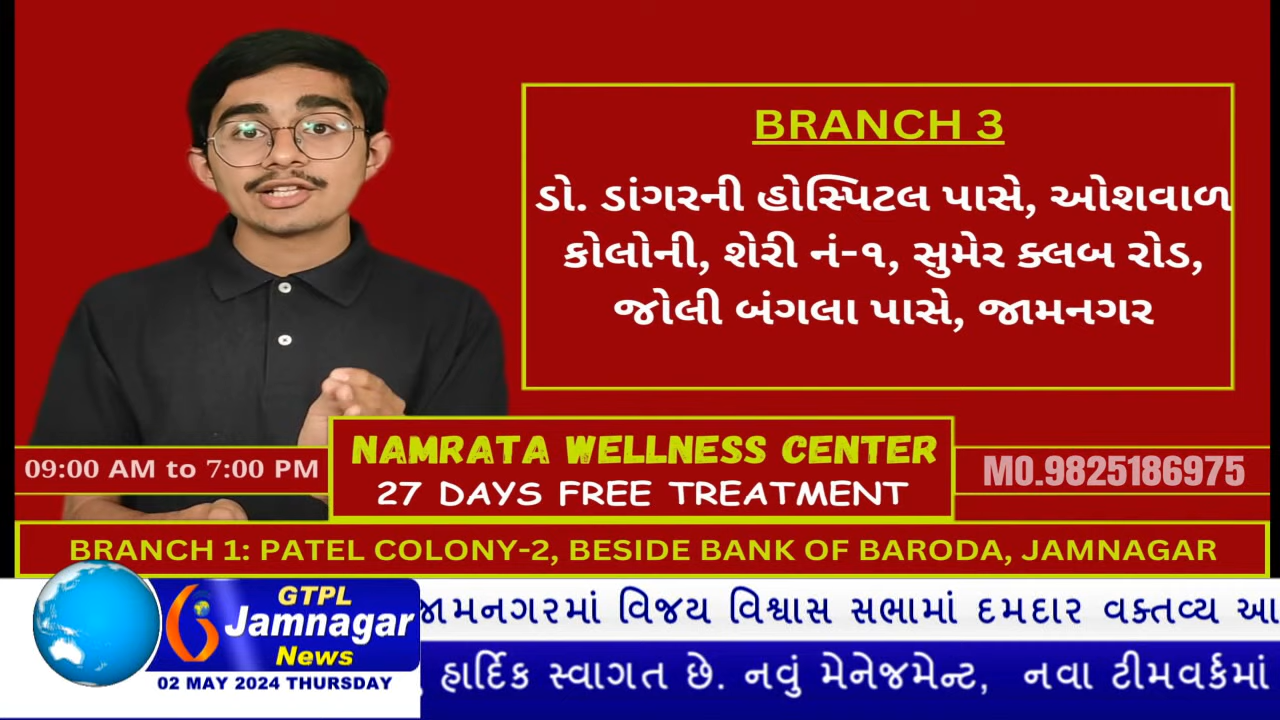 BRANCH 3
ડો. ડાંગરની હોસ્પિટલ પાસે, ઓશવાળ
કોલોની, શેરી નં-૧, સુમેર ક્લબ રોડ,
જોલી બંગલા પાસે, જામનગર
NAMRATA WELLNESS CENTER
09:00 AM to 7:00 PM
27 DAYS FREE TREATMENT
MO.9825186975
BRANCH 1: PATEL COLONY-2, BESIDE BANK OF BARODA, JAMNAGAR
GTPL
Jamnagar
News
02 MAY 2024 THURSDAY
જામનગરમાં વિજય વિશ્વાસ સભામાં દમદાર વક્તવ્ય આ
હાર્દિક સ્વાગત છે. નવું મેનેજમેન્ટ, નવા ટીમવર્કમાં